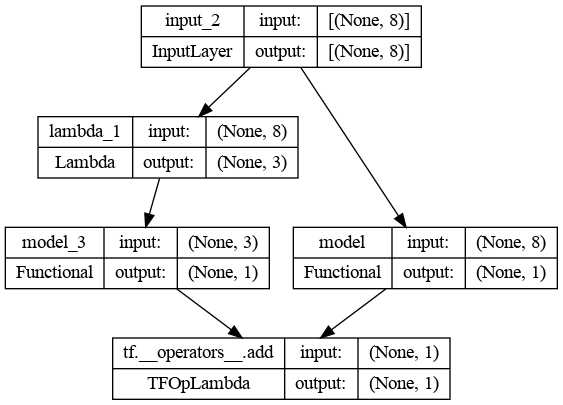 input_2 input: [(None, 8)]
InputLayer output: [(None, 8)]
lambda_1 input: (None, 8)
Lambda output: (None, 3)
model_3 input: (None, 3)
Functional output: (None, 1)
model input: (None, 8)
Functional output: (None, 1)
tf.__operators__.add input: (None, 1)
TFOpLambda output: (None, 1)